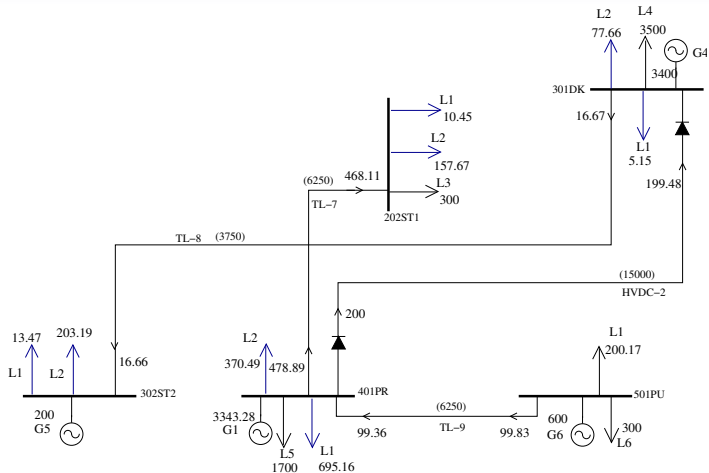 L2
L4
77.66
3500
G4
3400
301DK
16.67
L1
5.15
199.48
L1
10.45
L2
157.67
468.11
L3
300
(6250)
TL-7
202ST1
TL-8
(3750)
(15000)
HVDC-2
200
13.47
203.19
L1
L2
16.66
302ST2
200
G5
L2
370.49
478.89
401PR
3343.28
G1
L5
1700
L1
695.16
(6250)
99.36
TL-9
99.83
L1
200.17
501PU
600
G6
300
L6